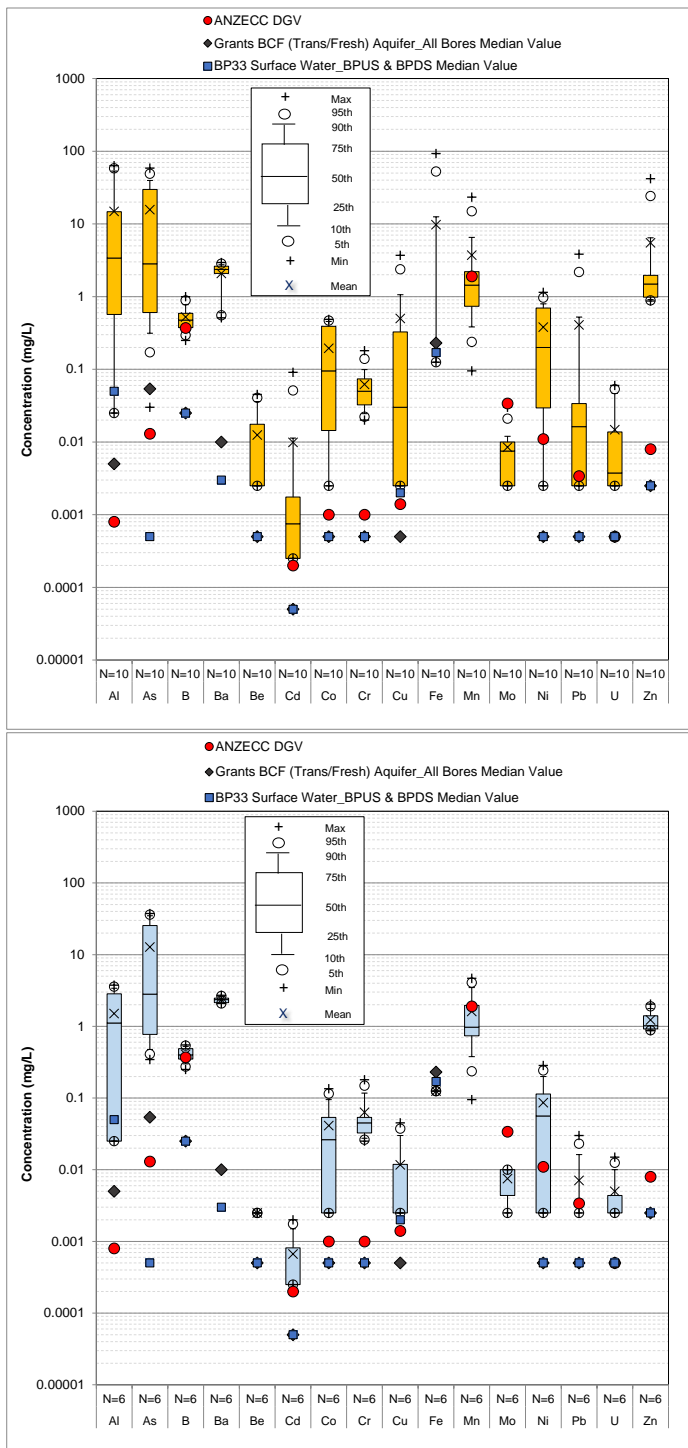 ANZECC DGV
Grants BCF (Trans/Fresh) Aquifer_All Bores Median Value
BP33 Surface Water_BPUS & BPDS Median Value
1000
100
10
1
0.1
0.01
0.001
0.0001
0.00001
Concentration (mg/L)
Max
95th
90th
75th
50th
25th
10th
5th
Min
X Mean
N=10 N=10 N=10 N=10 N=10 N=10 N=10 N=10 N=10 N=10 N=10 N=10 N=10 N=10 N=10 N=10
Al As B Ba Be Cd Co Cr Cu Fe Mn Mo Ni Pb U Zn
ANZECC DGV
Grants BCF (Trans/Fresh) Aquifer_All Bores Median Value
BP33 Surface Water_BPUS & BPDS Median Value
1000
100
10
1
0.1
0.01
0.001
0.0001
0.00001
Concentration (mg/L)
Max
95th
90th
75th
50th
25th
10th
5th
Min
X Mean
N=6 N=6 N=6 N=6 N=6 N=6 N=6 N=6 N=6 N=6 N=6 N=6 N=6 N=6 N=6 N=6
Al As B Ba Be Cd Co Cr Cu Fe Mn Mo Ni Pb U Zn